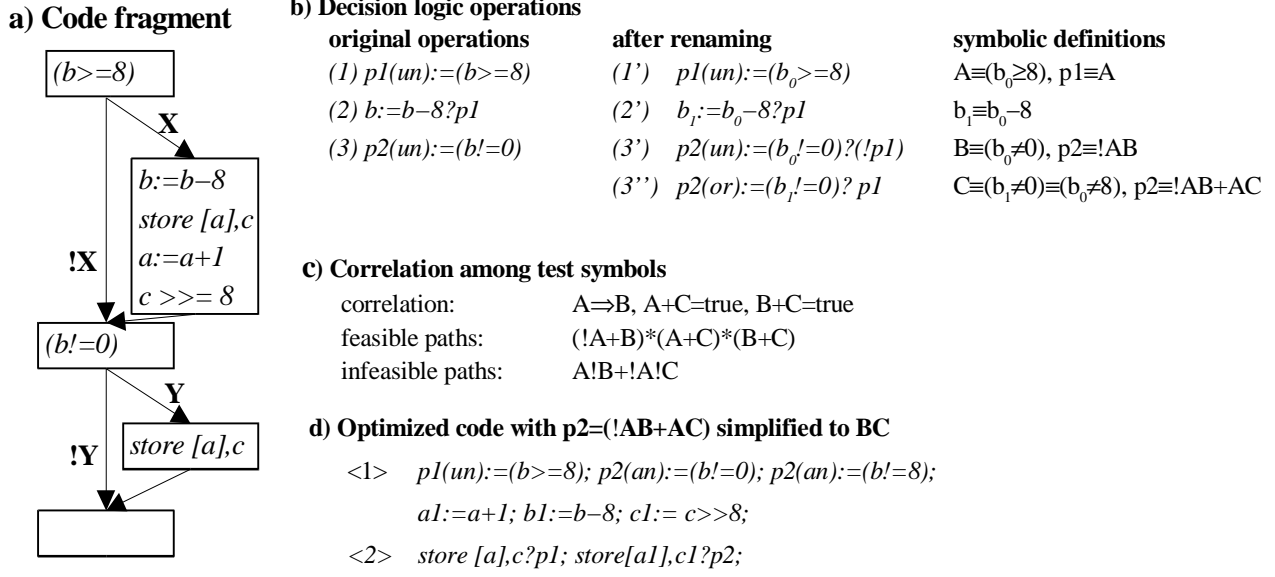 a) Code fragment
(b>=8)
X
b:=b−8
store [a],c
a:=a+1
c >>= 8
!X
(b!=0)
Y
store [a],c
!Y
b) Decision logic operations
original operations after renaming symbolic definitions
(1) p1(un):=(b>=8) (1’) p1(un):=(b₀>=8) A≡(b₀≥8), p1≡A
(2) b:=b−8?p1 (2’) b₁:=b₀−8?p1 b₁≡b₀−8
(3) p2(un):=(b!=0) (3’) p2(un):=(b₀!=0)?(!p1) B≡(b₀≠0), p2≡!AB
(3’’) p2(or):=(b₁!=0)? p1 C≡(b₁≠0)≡(b₀≠8), p2≡!AB+AC
c) Correlation among test symbols
correlation: A⇒B, A+C=true, B+C=true
feasible paths: (!A+B)*(A+C)*(B+C)
infeasible paths: A!B+!A!C
d) Optimized code with p2=(!AB+AC) simplified to BC
<1> p1(un):=(b>=8); p2(an):=(b!=0); p2(an):=(b!=8);
a1:=a+1; b1:=b−8; c1:= c>>8;
<2> store [a],c?p1; store[a1],c1?p2;